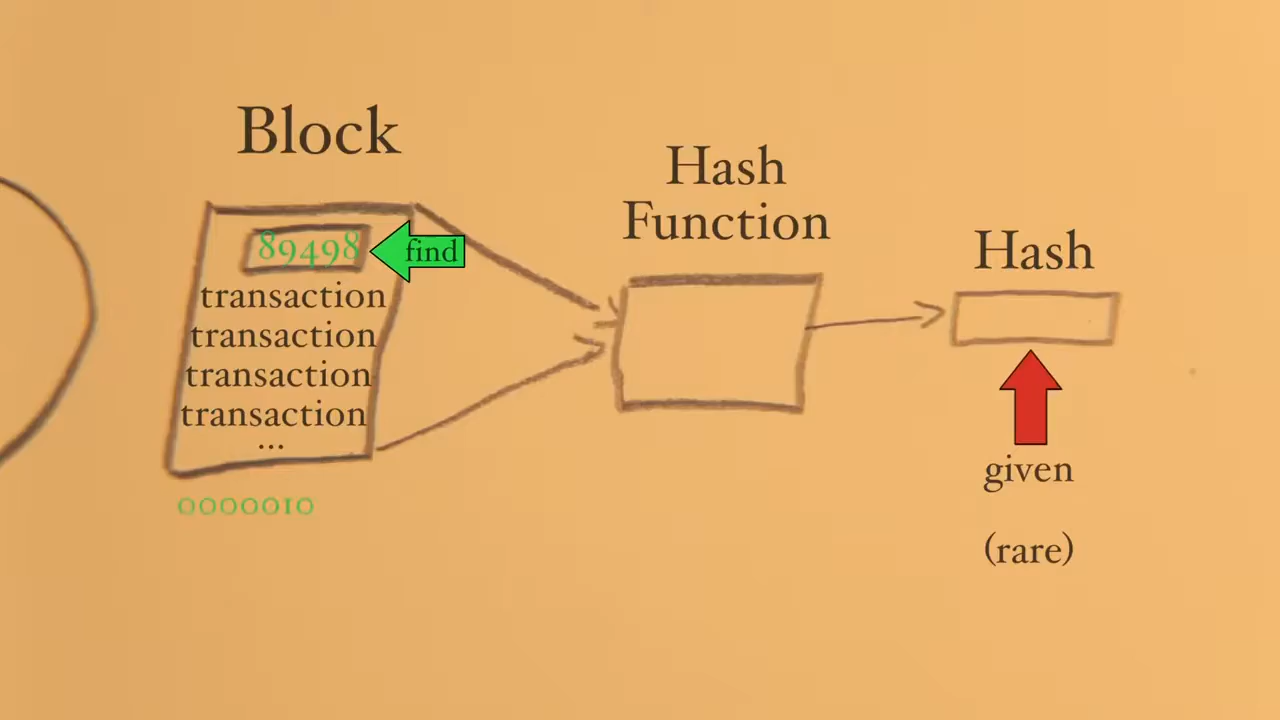 Block
89498
find
transaction
transaction
transaction
transaction
...
0000010
Hash
Function
Hash
given
(rare)